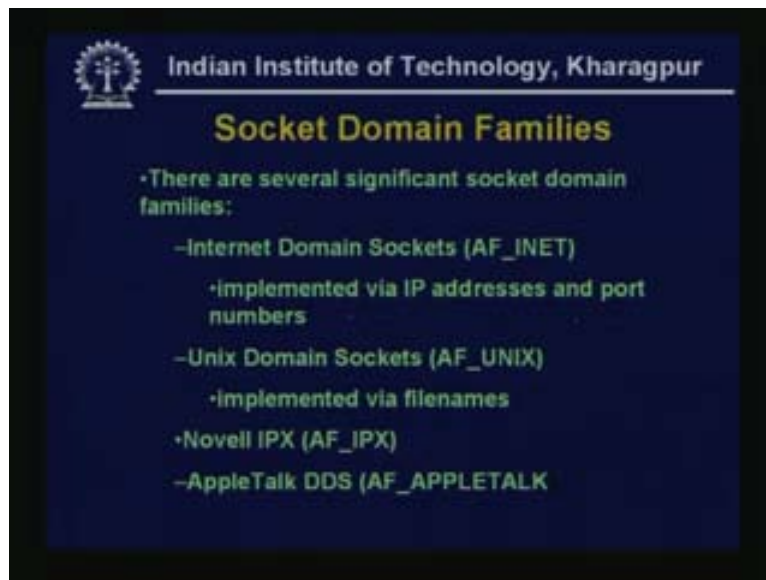 Indian Institute of Technology, Kharagpur
Socket Domain Families
•There are several significant socket domain
families:
–Internet Domain Sockets (AF_INET)
•implemented via IP addresses and port
numbers
–Unix Domain Sockets (AF_UNIX)
•implemented via filenames
•Novell IPX (AF_IPX)
–AppleTalk DDS (AF_APPLETALK